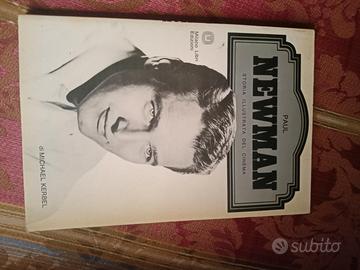 PAUL
NEWMAN
STORIA ILLUSTRATA DEL CINEMA
Milano Libri
Edizioni
di MICHAEL KERBEL
subito